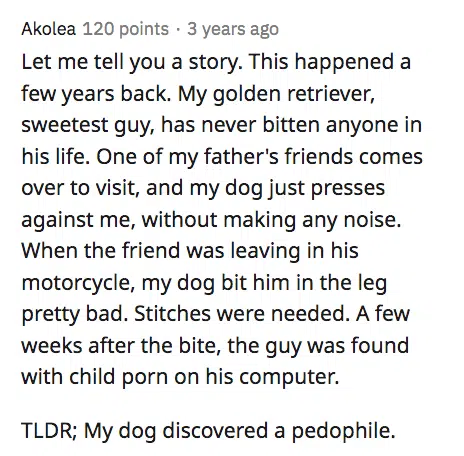 Akolea 120 points · 3 years ago
Let me tell you a story. This happened a
few years back. My golden retriever,
sweetest guy, has never bitten anyone in
his life. One of my father's friends comes
over to visit, and my dog just presses
against me, without making any noise.
When the friend was leaving in his
motorcycle, my dog bit him in the leg
pretty bad. Stitches were needed. A few
weeks after the bite, the guy was found
with child porn on his computer.
TLDR; My dog discovered a pedophile.